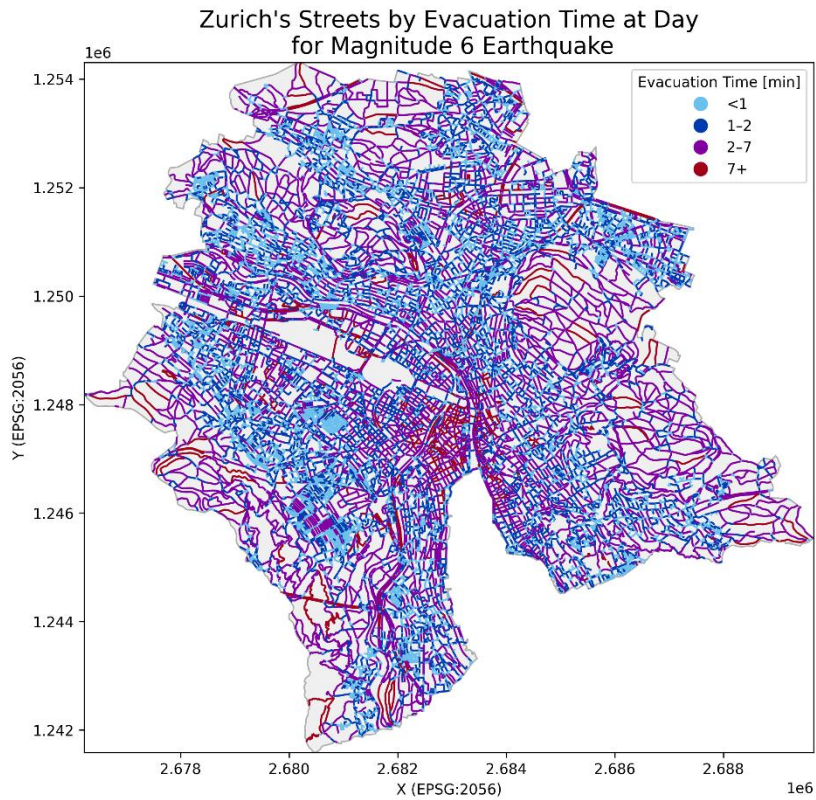 Zurich's Streets by Evacuation Time at Day
for Magnitude 6 Earthquake
1e6
Evacuation Time [min]
<1
1–2
2–7
7+
1.254
1.252
1.250
1.248
1.246
1.244
1.242
Y (EPSG:2056)
2.678 2.680 2.682 2.684 2.686 2.688
X (EPSG:2056)
1e6